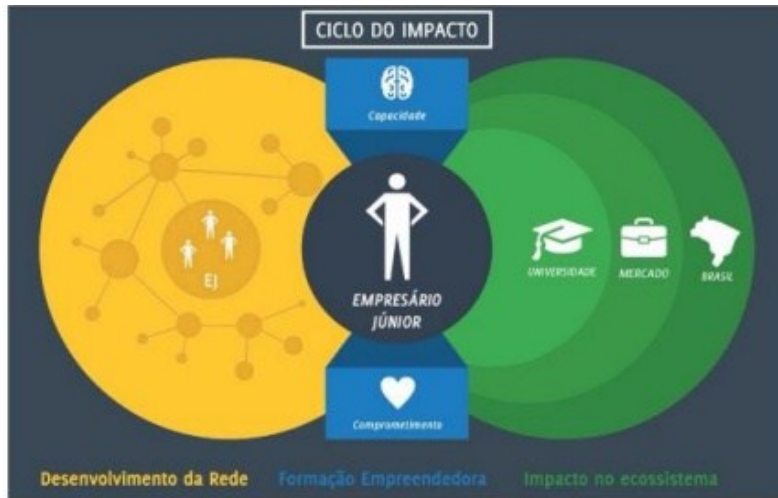 CICLO DO IMPACTO
Capacidade
EJ
EMPRESÁRIO
JÚNIOR
UNIVERSIDADE
MERCADO
BRASIL
Comprometimento
Desenvolvimento da Rede
Formação Empreendedora
Impacto no ecossistema